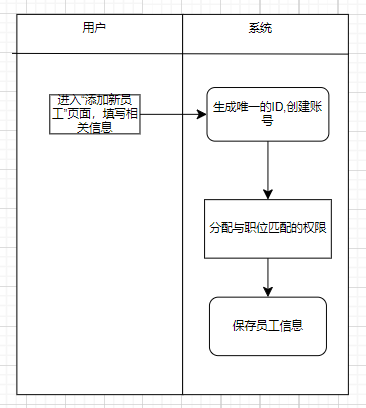 用户
系统
进入“添加新员
工”页面，填写相
关信息
生成唯一的ID,创建账
号
分配与职位匹配的权限
保存员工信息